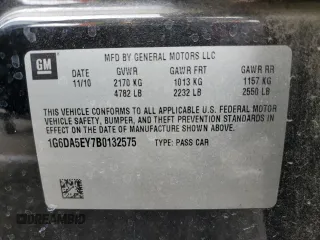 GM
MFD BY GENERAL MOTORS LLC
DATE GVWR GAWR FRT GAWR RR
11/10 2170 KG 1013 KG 1157 KG
4782 LB 2232 LB 2550 LB
THIS VEHICLE CONFORMS TO ALL APPLICABLE U.S. FEDERAL MOTOR
VEHICLE SAFETY, BUMPER, AND THEFT PREVENTION STANDARDS IN
EFFECT ON THE DATE OF MANUFACTURE SHOWN ABOVE.
1G6DA5EY7B0132575 TYPE: PASS CAR
DREAMBID